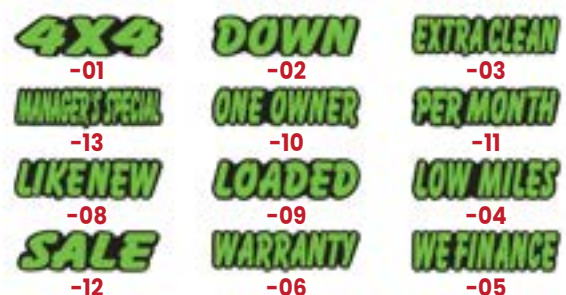 4X4 DOWN EXTRA CLEAN
-01 -02 -03
MANAGER'S SPECIAL ONE OWNER PER MONTH
-13 -10 -11
LIKE NEW LOADED LOW MILES
-08 -09 -04
SALE WARRANTY WE FINANCE
-12 -06 -05